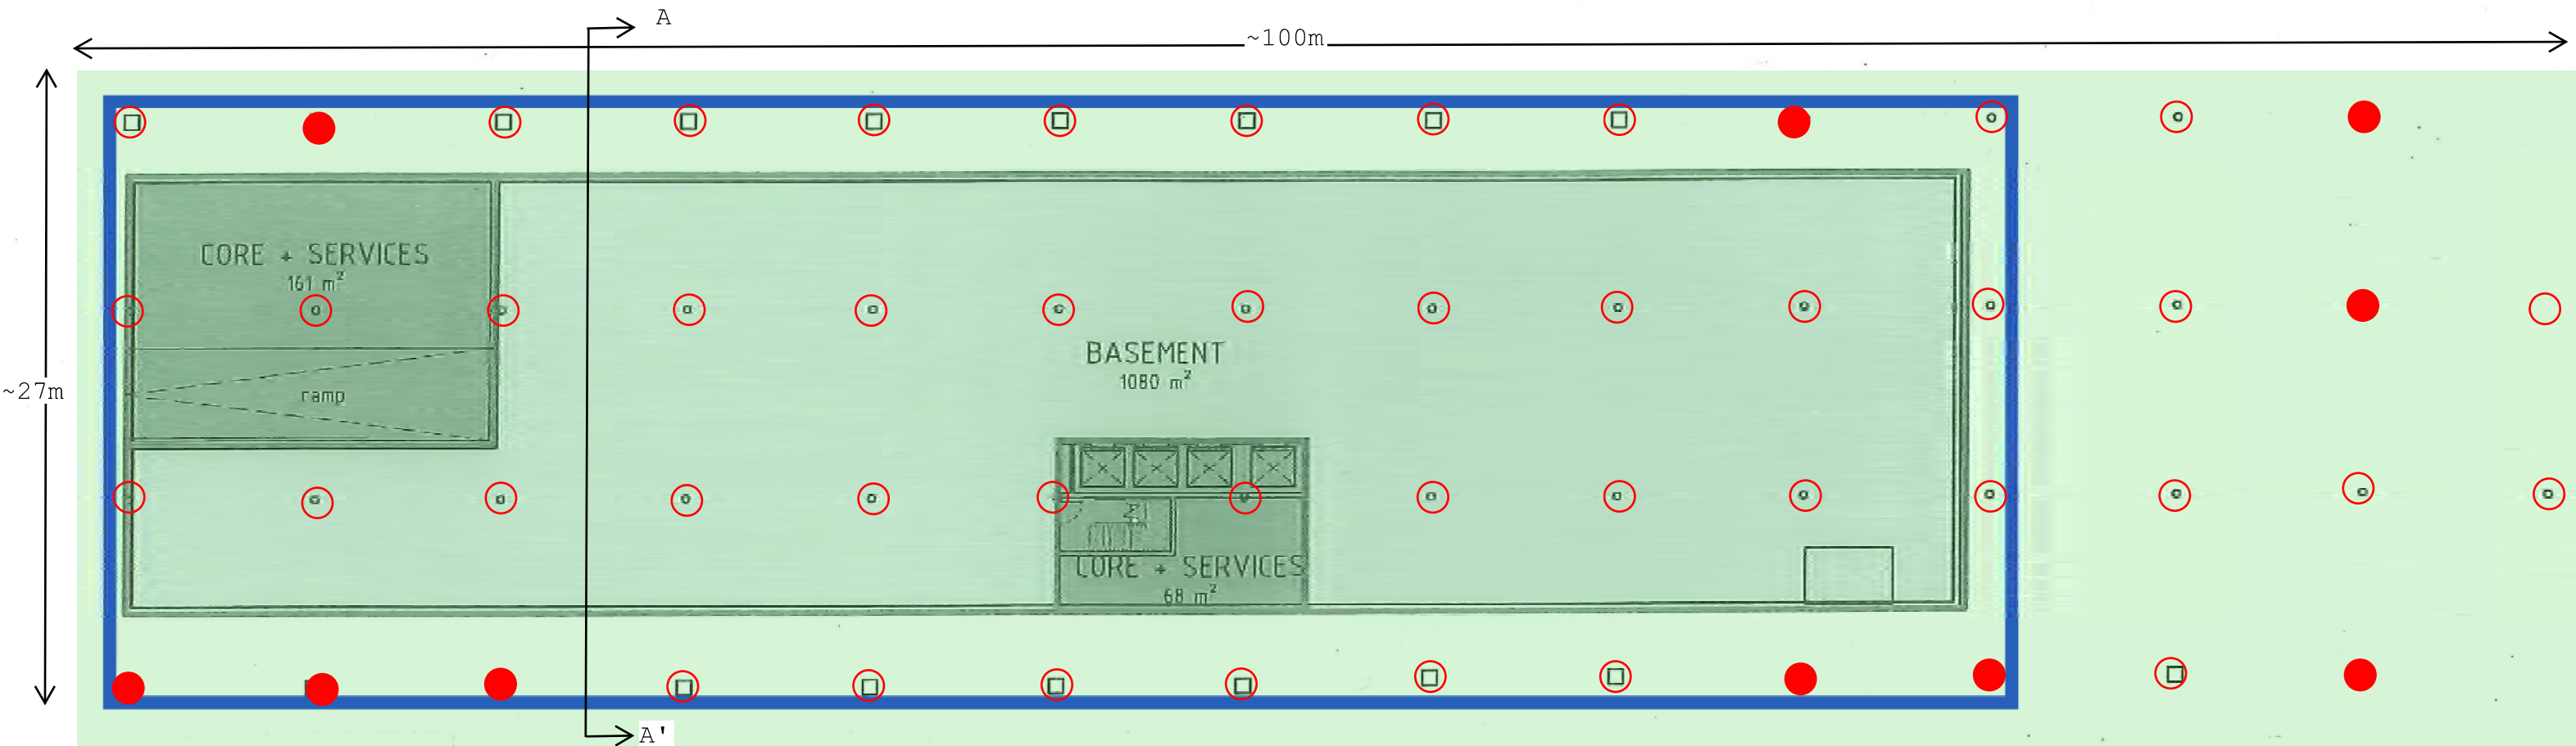 A
~100m
CORE + SERVICES
161 m²
BASEMENT
1080 m²
~27m
ramp
CORE + SERVICES
68 m²
A'